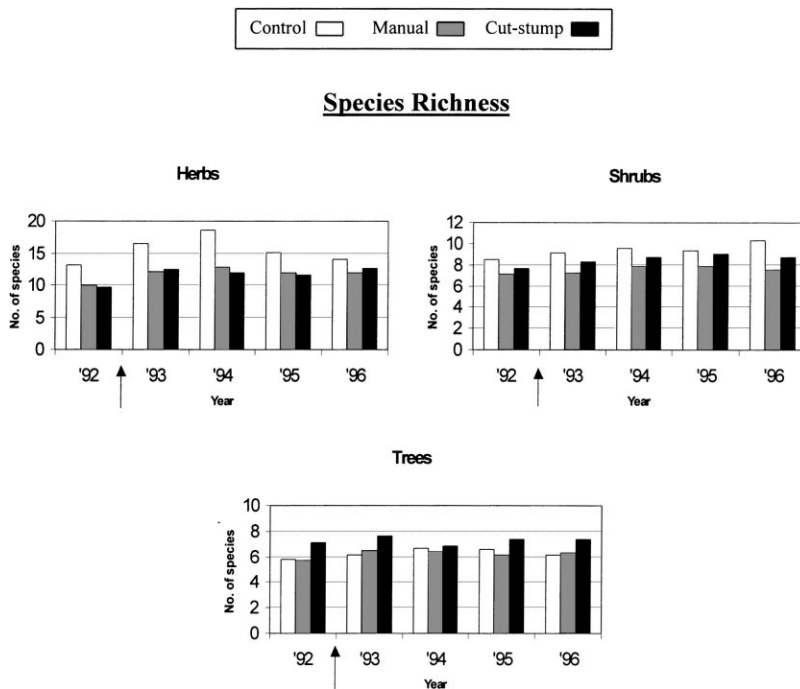 Control Manual Cut-stump
Species Richness
Herbs
No. of species
20
15
10
5
0
'92 '93 '94 '95 '96
Year
Shrubs
No. of species
12
10
8
6
4
2
0
'92 '93 '94 '95 '96
Year
Trees
No. of species
10
8
6
4
2
0
'92 '93 '94 '95 '96
Year